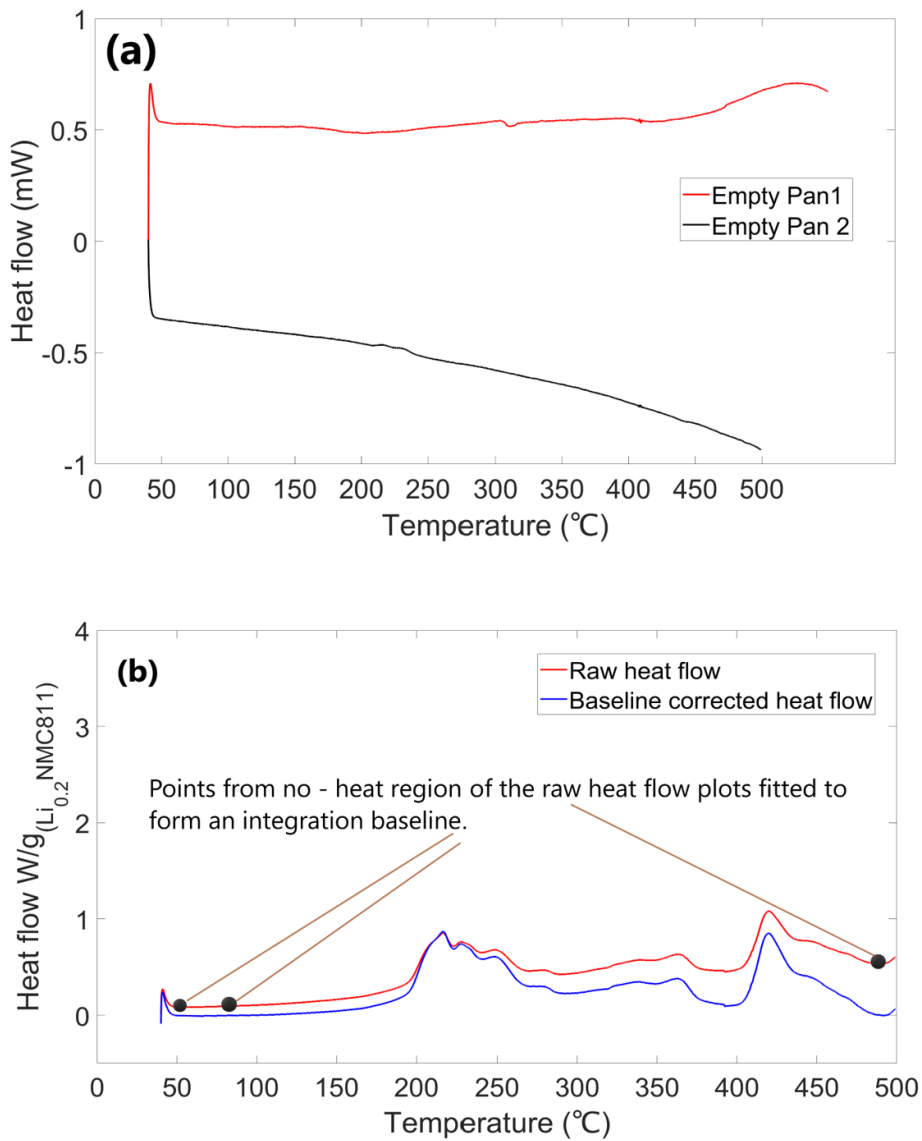 (a)
1
0.5
0
-0.5
-1
Heat flow (mW)
Empty Pan1
Empty Pan 2
0 50 100 150 200 250 300 350 400 450 500
Temperature (℃)
(b)
4
3
2
1
0
Heat flow W/g(Li0.2 NMC811)
Raw heat flow
Baseline corrected heat flow
Points from no - heat region of the raw heat flow plots fitted to
form an integration baseline.
0 50 100 150 200 250 300 350 400 450 500
Temperature (℃)